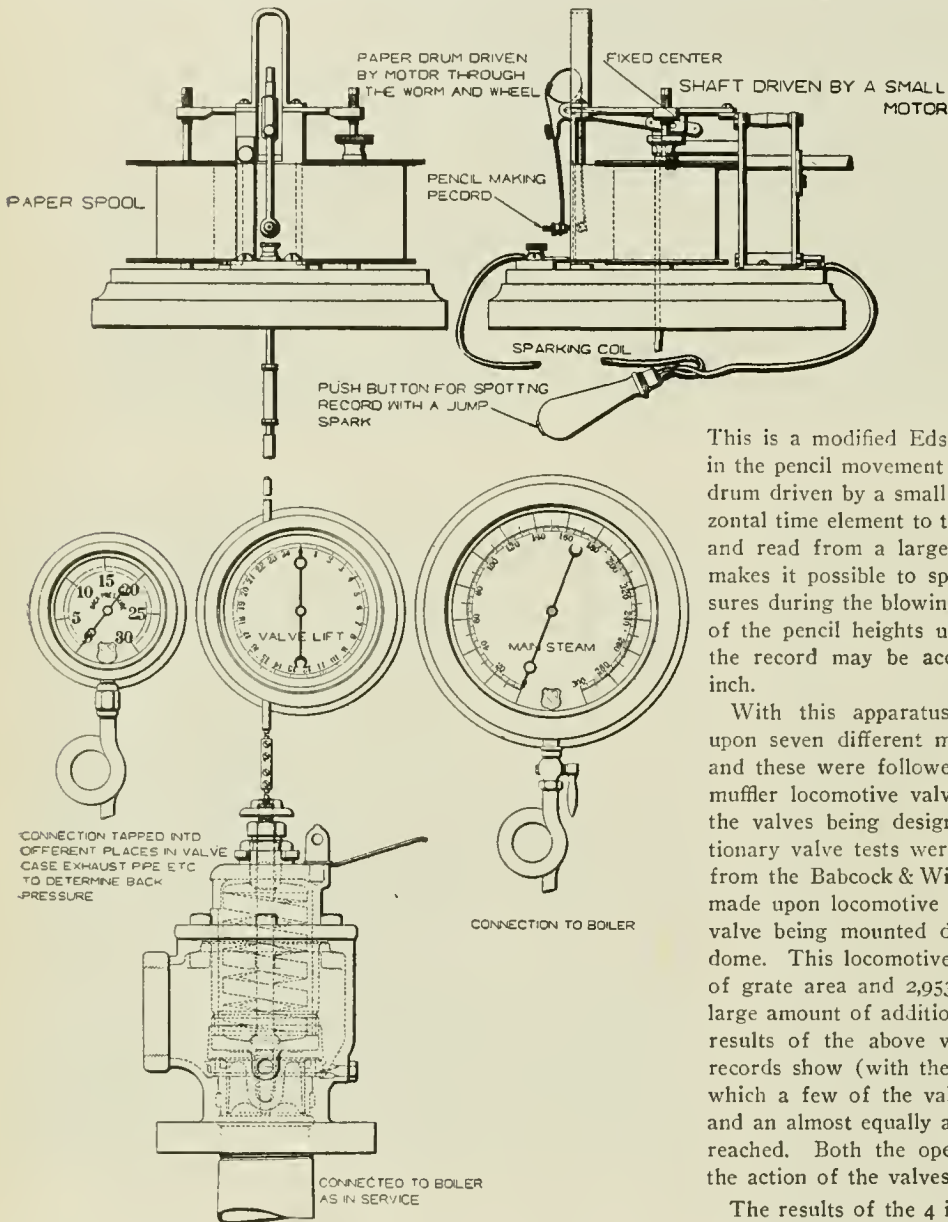 PAPER DRUM DRIVEN
BY MOTOR THROUGH
THE WORM AND WHEEL
FIXED CENTER
SHAFT DRIVEN BY A SMALL
MOTOR
PAPER SPOOL
PENCIL MAKING
PECORD
SPARKING COIL
PUSH BUTTON FOR SPOTTNG
RECORD WITH A JUMP
SPARK
5
10
15
20
25
30
VALVE LIFT
MAIN STEAM
CONNECTION TAPPED INTO
DIFFERENT PLACES IN VALVE
CASE EXHAUST PIPE ETC
TO DETERMINE BACK
PRESSURE
CONNECTION TO BOILER
CONNECTED TO BOILER
AS IN SERVICE
This is a modified Eds
in the pencil movement
drum driven by a small
zontal time element to t
and read from a large
makes it possible to sp
sures during the blowin
of the pencil heights u
the record may be acc
inch.
With this apparatus
upon seven different m
and these were followe
muffler locomotive valv
the valves being design
tionary valve tests wer
from the Babcock & Wi
made upon locomotive
valve being mounted d
dome. This locomotive
of grate area and 2,953
large amount of additio
results of the above v
records show (with the
which a few of the val
and an almost equally a
reached. Both the ope
the action of the valves
The results of the 4 i